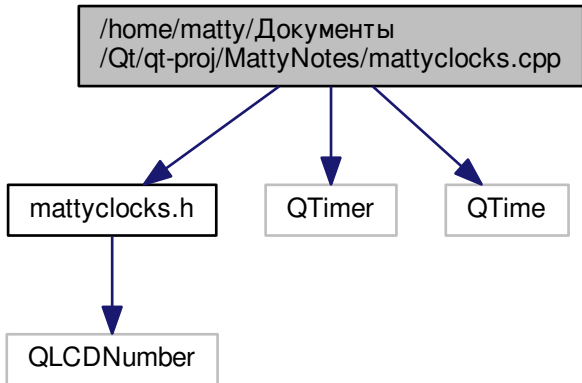 /home/matty/Документы
/Qt/qt-proj/MattyNotes/mattyclocks.cpp
mattyclocks.h
QTimer
QTime
QLCDNumber